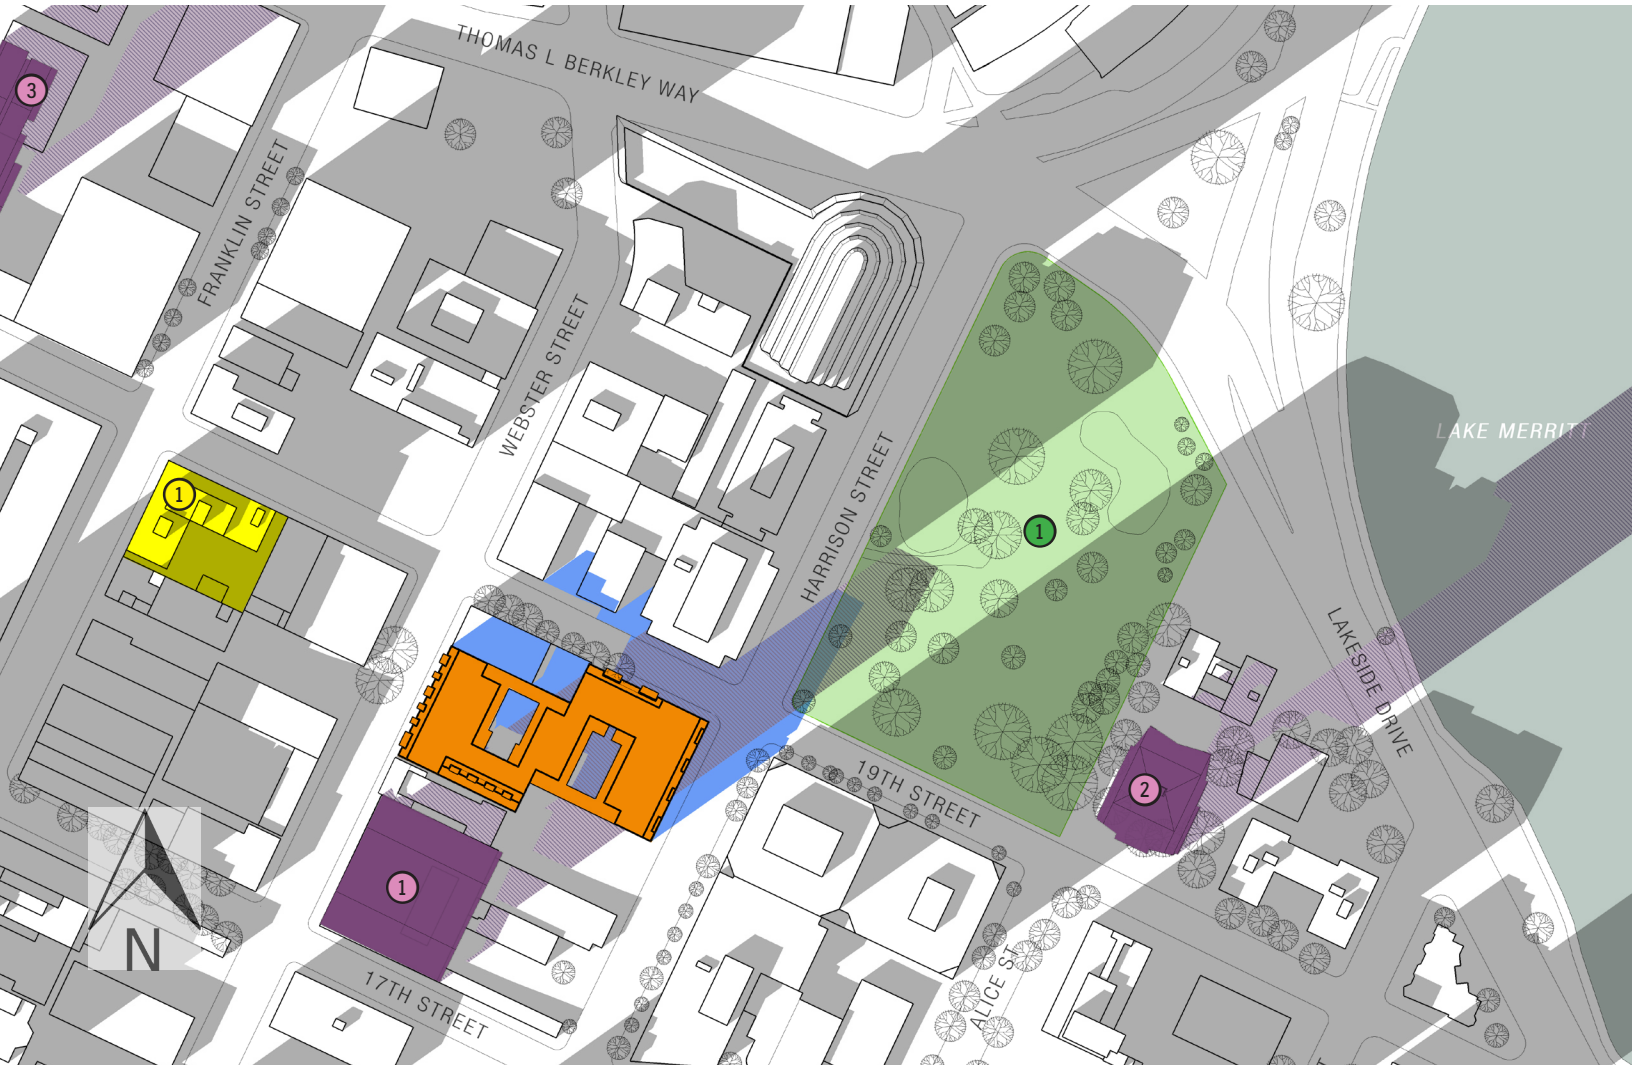 THOMAS L BERKLEY WAY
3
FRANKLIN STREET
WEBSTER STREET
HARRISON STREET
LAKE MERRITT
1
1
LAKESIDE DRIVE
2
19TH STREET
1
N
17TH STREET
ALICE ST